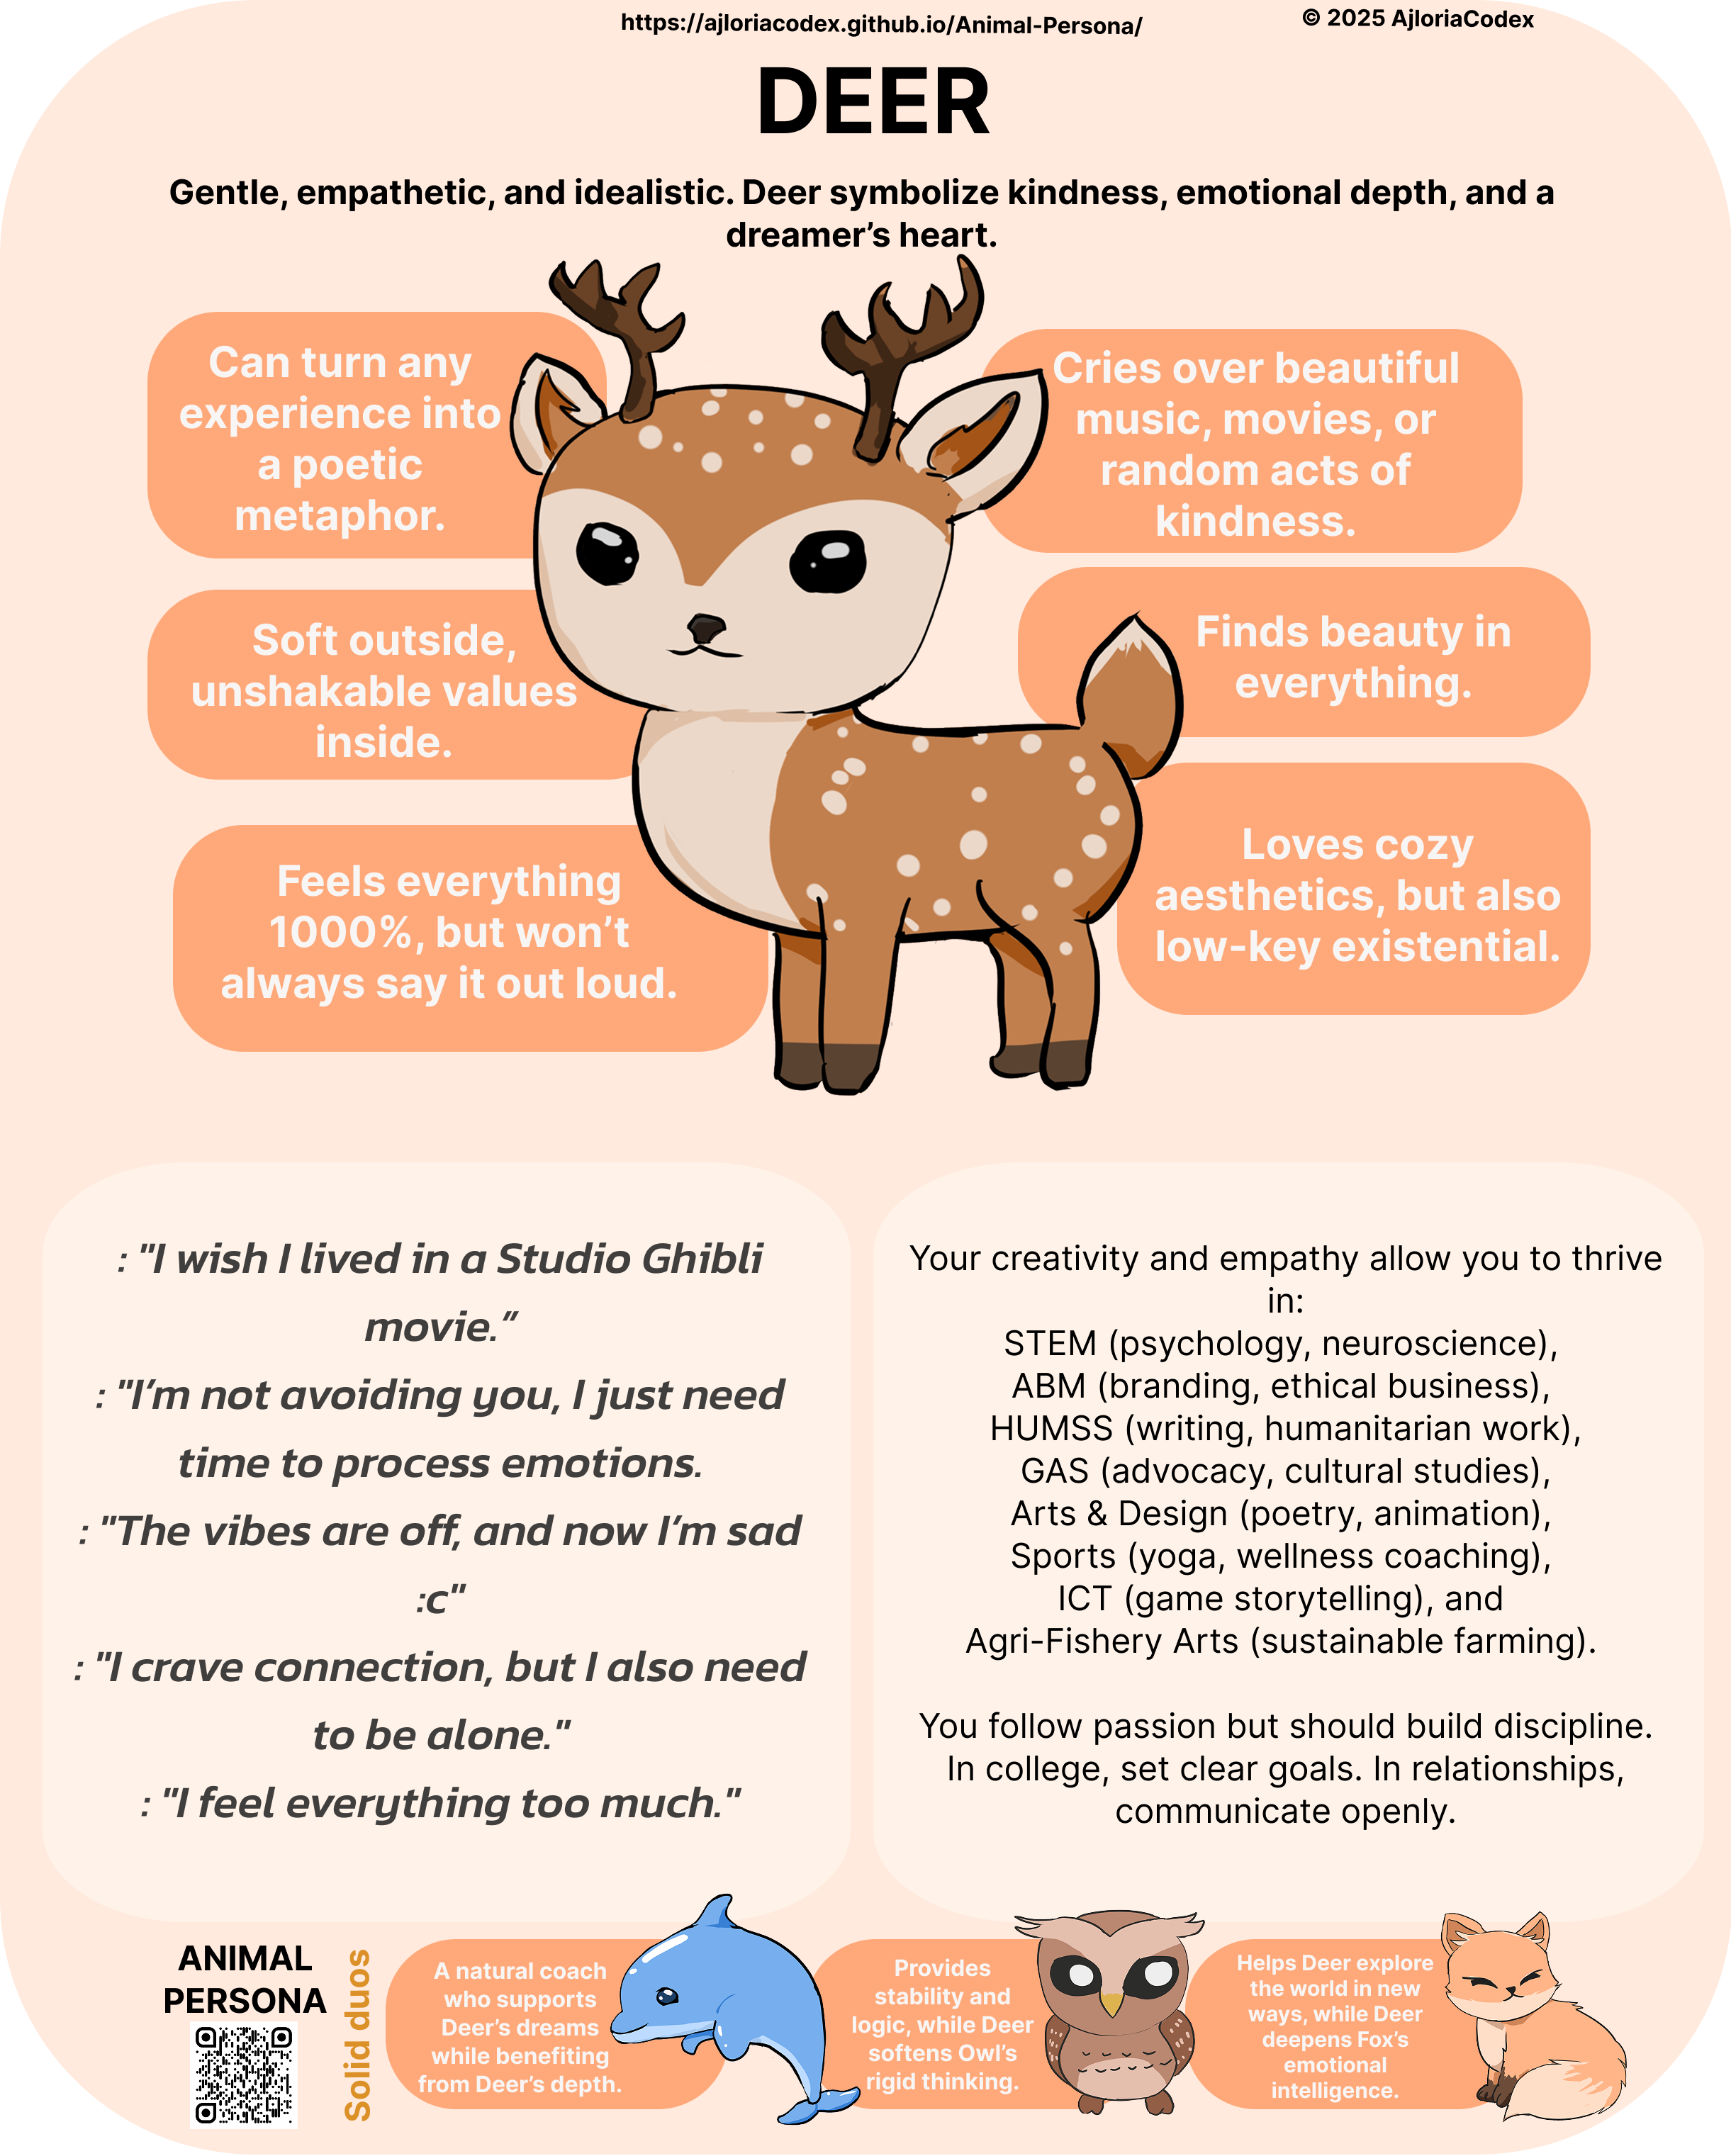 https://ajloriacodex.github.io/Animal-Persona/
© 2025 AjloriaCodex
DEER
Gentle, empathetic, and idealistic. Deer symbolize kindness, emotional depth, and a
dreamer’s heart.
Can turn any
experience into
a poetic
metaphor.
Cries over beautiful
music, movies, or
random acts of
kindness.
Soft outside,
unshakable values
inside.
Finds beauty in
everything.
Feels everything
1000%, but won’t
always say it out loud.
Loves cozy
aesthetics, but also
low-key existential.
: "I wish I lived in a Studio Ghibli
movie.”
: "I’m not avoiding you, I just need
time to process emotions.
: "The vibes are off, and now I’m sad
:c"
: "I crave connection, but I also need
to be alone."
: "I feel everything too much."
Your creativity and empathy allow you to thrive
in:
STEM (psychology, neuroscience),
ABM (branding, ethical business),
HUMSS (writing, humanitarian work),
GAS (advocacy, cultural studies),
Arts & Design (poetry, animation),
Sports (yoga, wellness coaching),
ICT (game storytelling), and
Agri-Fishery Arts (sustainable farming).
You follow passion but should build discipline.
In college, set clear goals. In relationships,
communicate openly.
ANIMAL
PERSONA
Solid duos
A natural coach
who supports
Deer’s dreams
while benefiting
from Deer’s depth.
Provides
stability and
logic, while Deer
softens Owl’s
rigid thinking.
Helps Deer explore
the world in new
ways, while Deer
deepens Fox’s
emotional
intelligence.